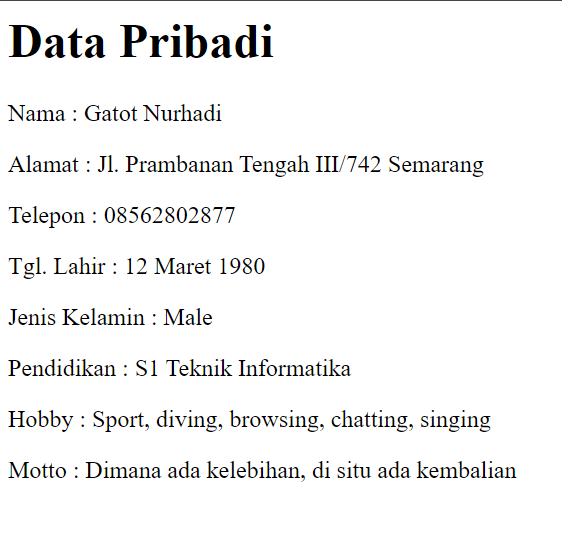 Data Pribadi
Nama : Gatot Nurhadi
Alamat : Jl. Prambanan Tengah III/742 Semarang
Telepon : 08562802877
Tgl. Lahir : 12 Maret 1980
Jenis Kelamin : Male
Pendidikan : S1 Teknik Informatika
Hobby : Sport, diving, browsing, chatting, singing
Motto : Dimana ada kelebihan, di situ ada kembalian